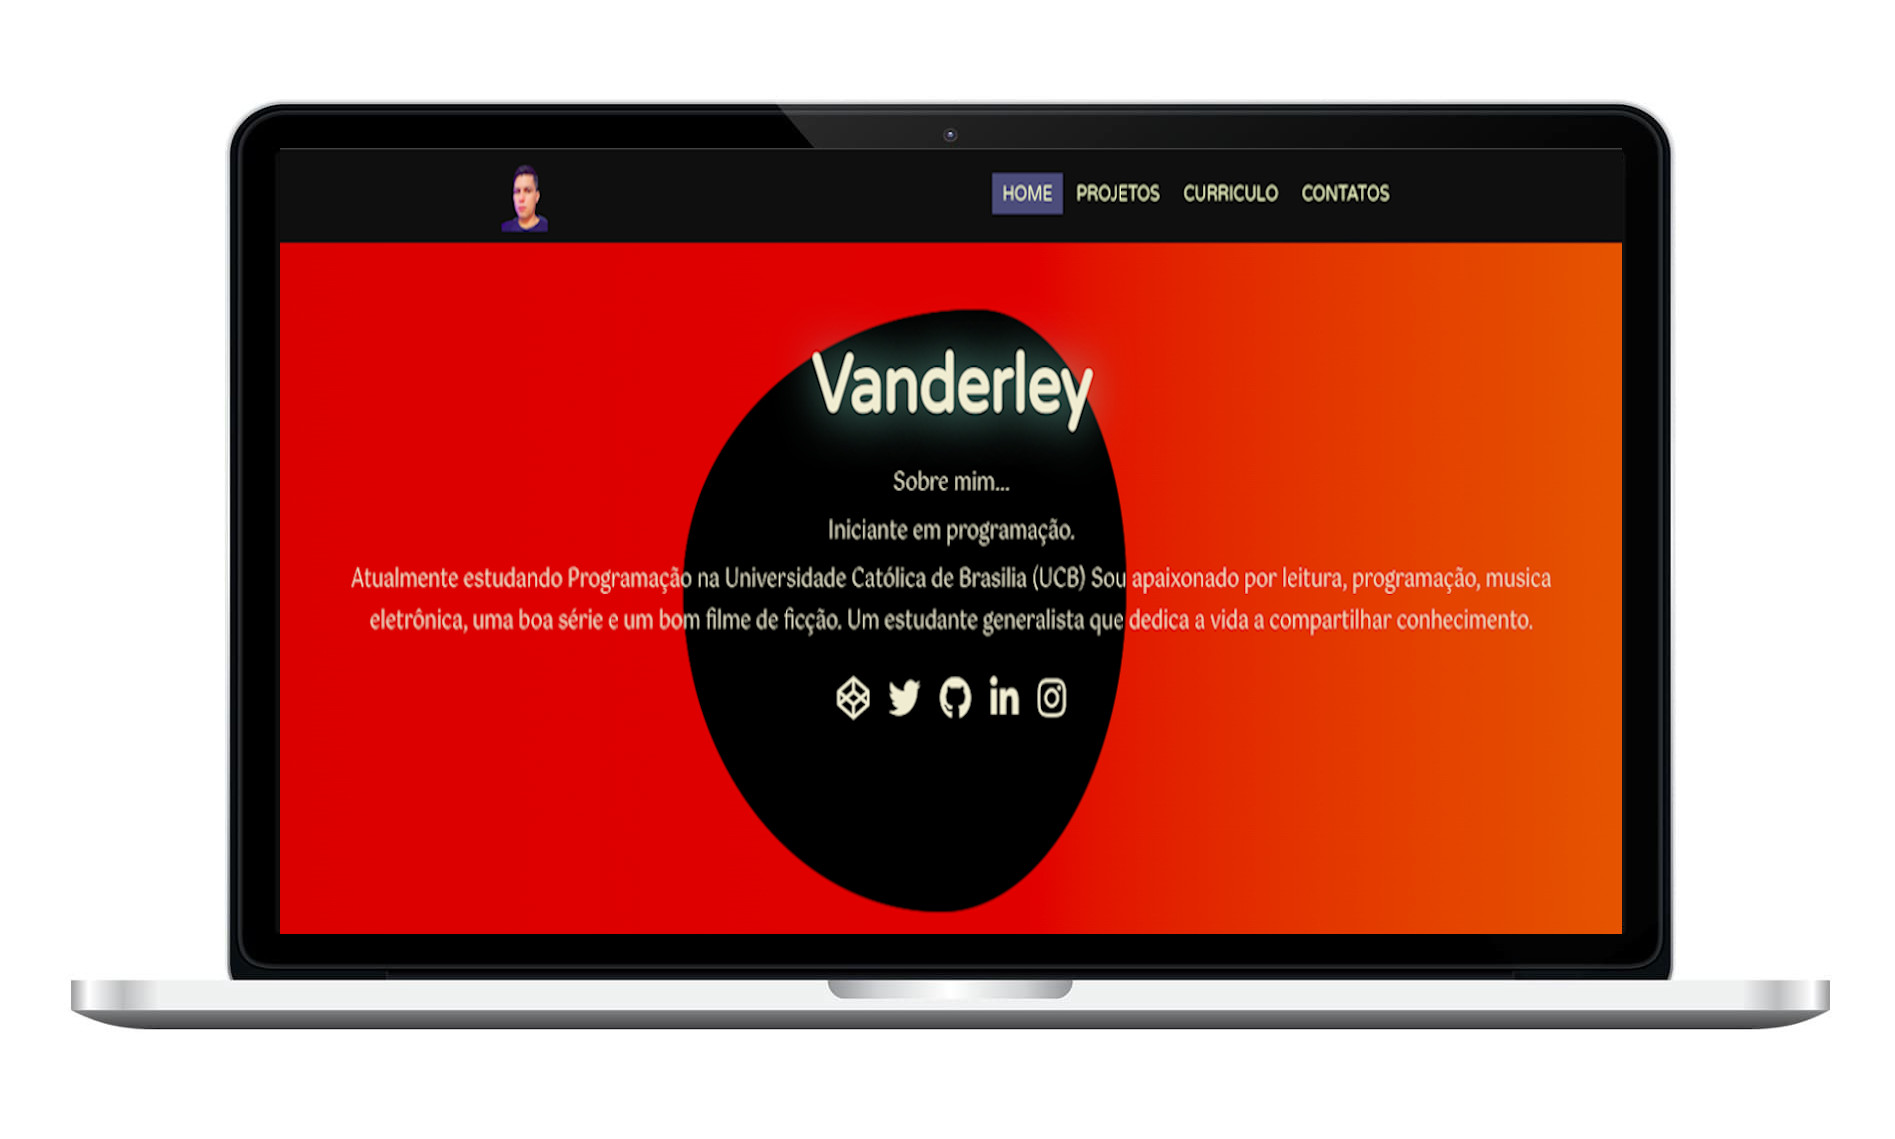 HOME PROJETOS CURRICULO CONTATOS
Vanderley
Sobre mim...
Iniciante em programação.
Atualmente estudando Programação na Universidade Católica de Brasilia (UCB) Sou apaixonado por leitura, programação, musica
eletrônica, uma boa série e um bom filme de ficção. Um estudante generalista que dedica a vida a compartilhar conhecimento.
in